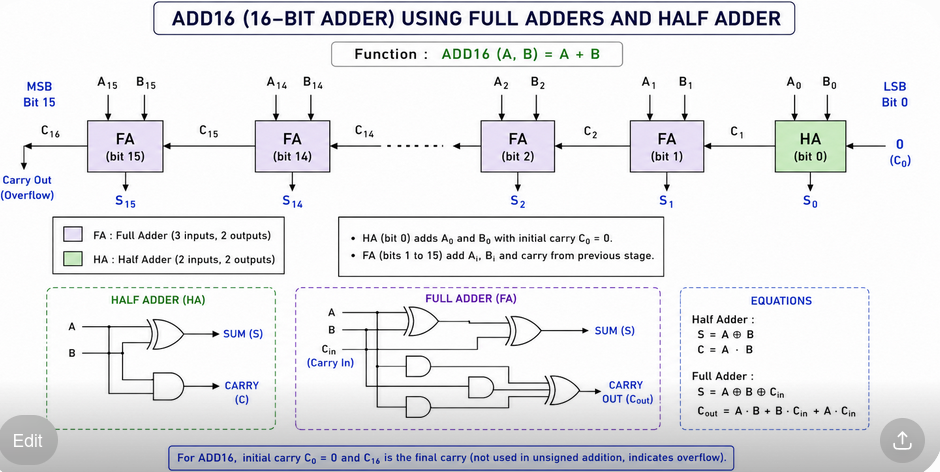 ADD16 (16–BIT ADDER) USING FULL ADDERS AND HALF ADDER
Function : ADD16 (A, B) = A + B
MSB
Bit 15
A₁₅ B₁₅
A₁₄ B₁₄
A₂ B₂
A₁ B₁
A₀ B₀
LSB
Bit 0
C₁₆
FA
(bit 15)
C₁₅
FA
(bit 14)
C₁₄
FA
(bit 2)
C₂
FA
(bit 1)
C₁
HA
(bit 0)
0
(C₀)
Carry Out
(Overflow)
S₁₅
S₁₄
S₂
S₁
S₀
FA : Full Adder (3 inputs, 2 outputs)
HA : Half Adder (2 inputs, 2 outputs)
• HA (bit 0) adds A₀ and B₀ with initial carry C₀ = 0.
• FA (bits 1 to 15) add Aᵢ, Bᵢ and carry from previous stage.
HALF ADDER (HA)
A
B
SUM (S)
CARRY
(C)
FULL ADDER (FA)
A
B
Cin
(Carry In)
SUM (S)
CARRY
OUT (Cout)
EQUATIONS
Half Adder :
S = A ⊕ B
C = A · B
Full Adder :
S = A ⊕ B ⊕ Cin
Cout = A · B + B · Cin + A · Cin
Edit
For ADD16, initial carry C₀ = 0 and C₁₆ is the final carry (not used in unsigned addition, indicates overflow).